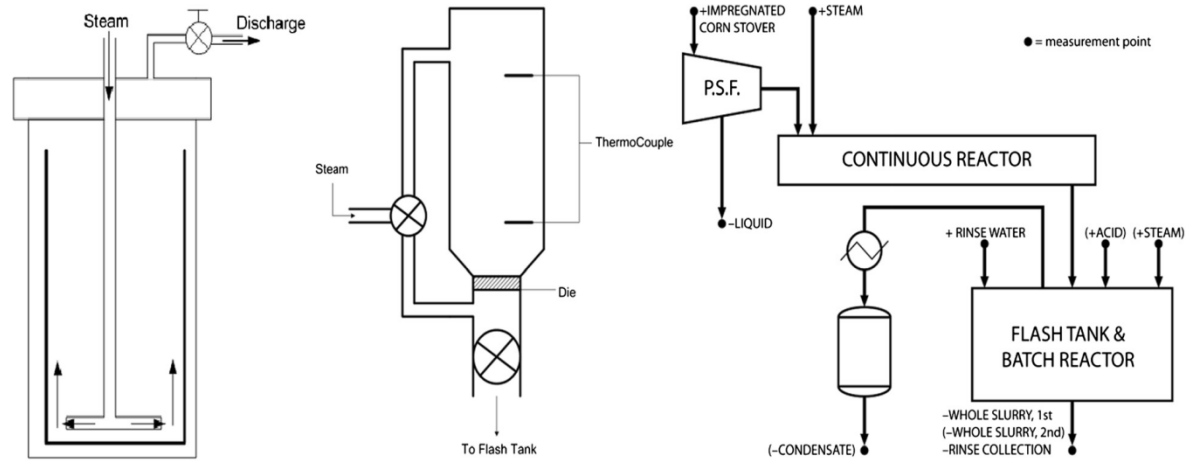 Steam
Discharge
Steam
ThermoCouple
Die
To Flash Tank
+IMPREGNATED
CORN STOVER
+STEAM
= measurement point
P.S.F.
CONTINUOUS REACTOR
–LIQUID
+ RINSE WATER
(+ACID) (+STEAM)
FLASH TANK &
BATCH REACTOR
–WHOLE SLURRY, 1st
(–WHOLE SLURRY, 2nd)
–RINSE COLLECTION
(–CONDENSATE)